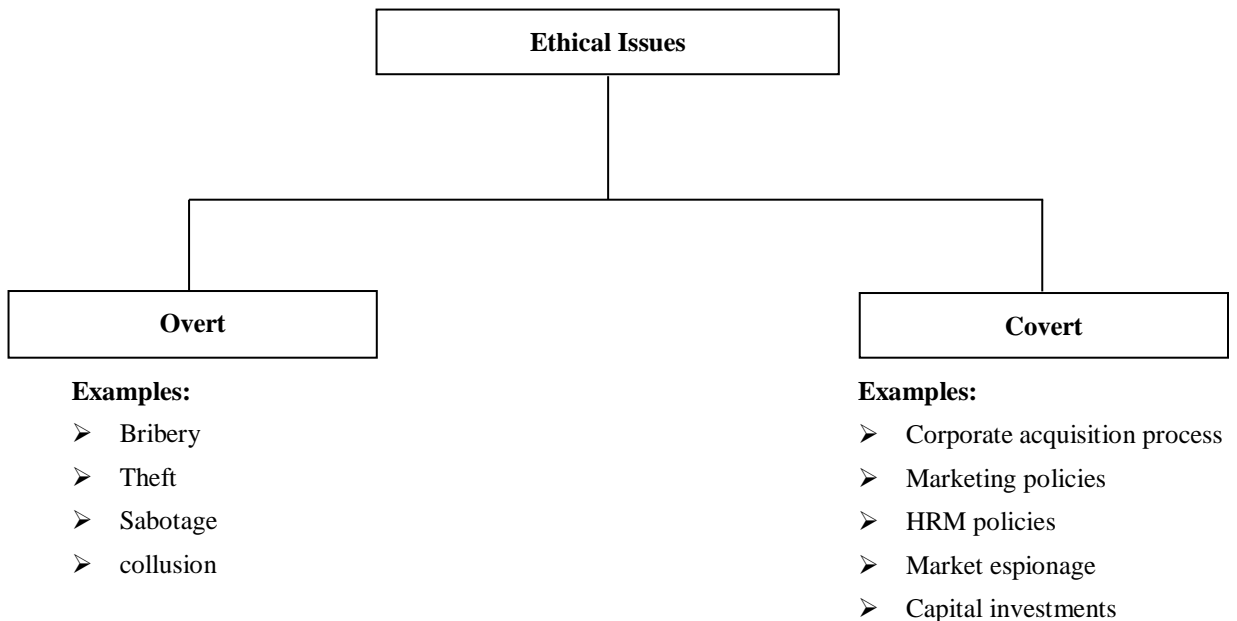 Ethical Issues
Overt
Examples:
➢ Bribery
➢ Theft
➢ Sabotage
➢ collusion
Covert
Examples:
➢ Corporate acquisition process
➢ Marketing policies
➢ HRM policies
➢ Market espionage
➢ Capital investments